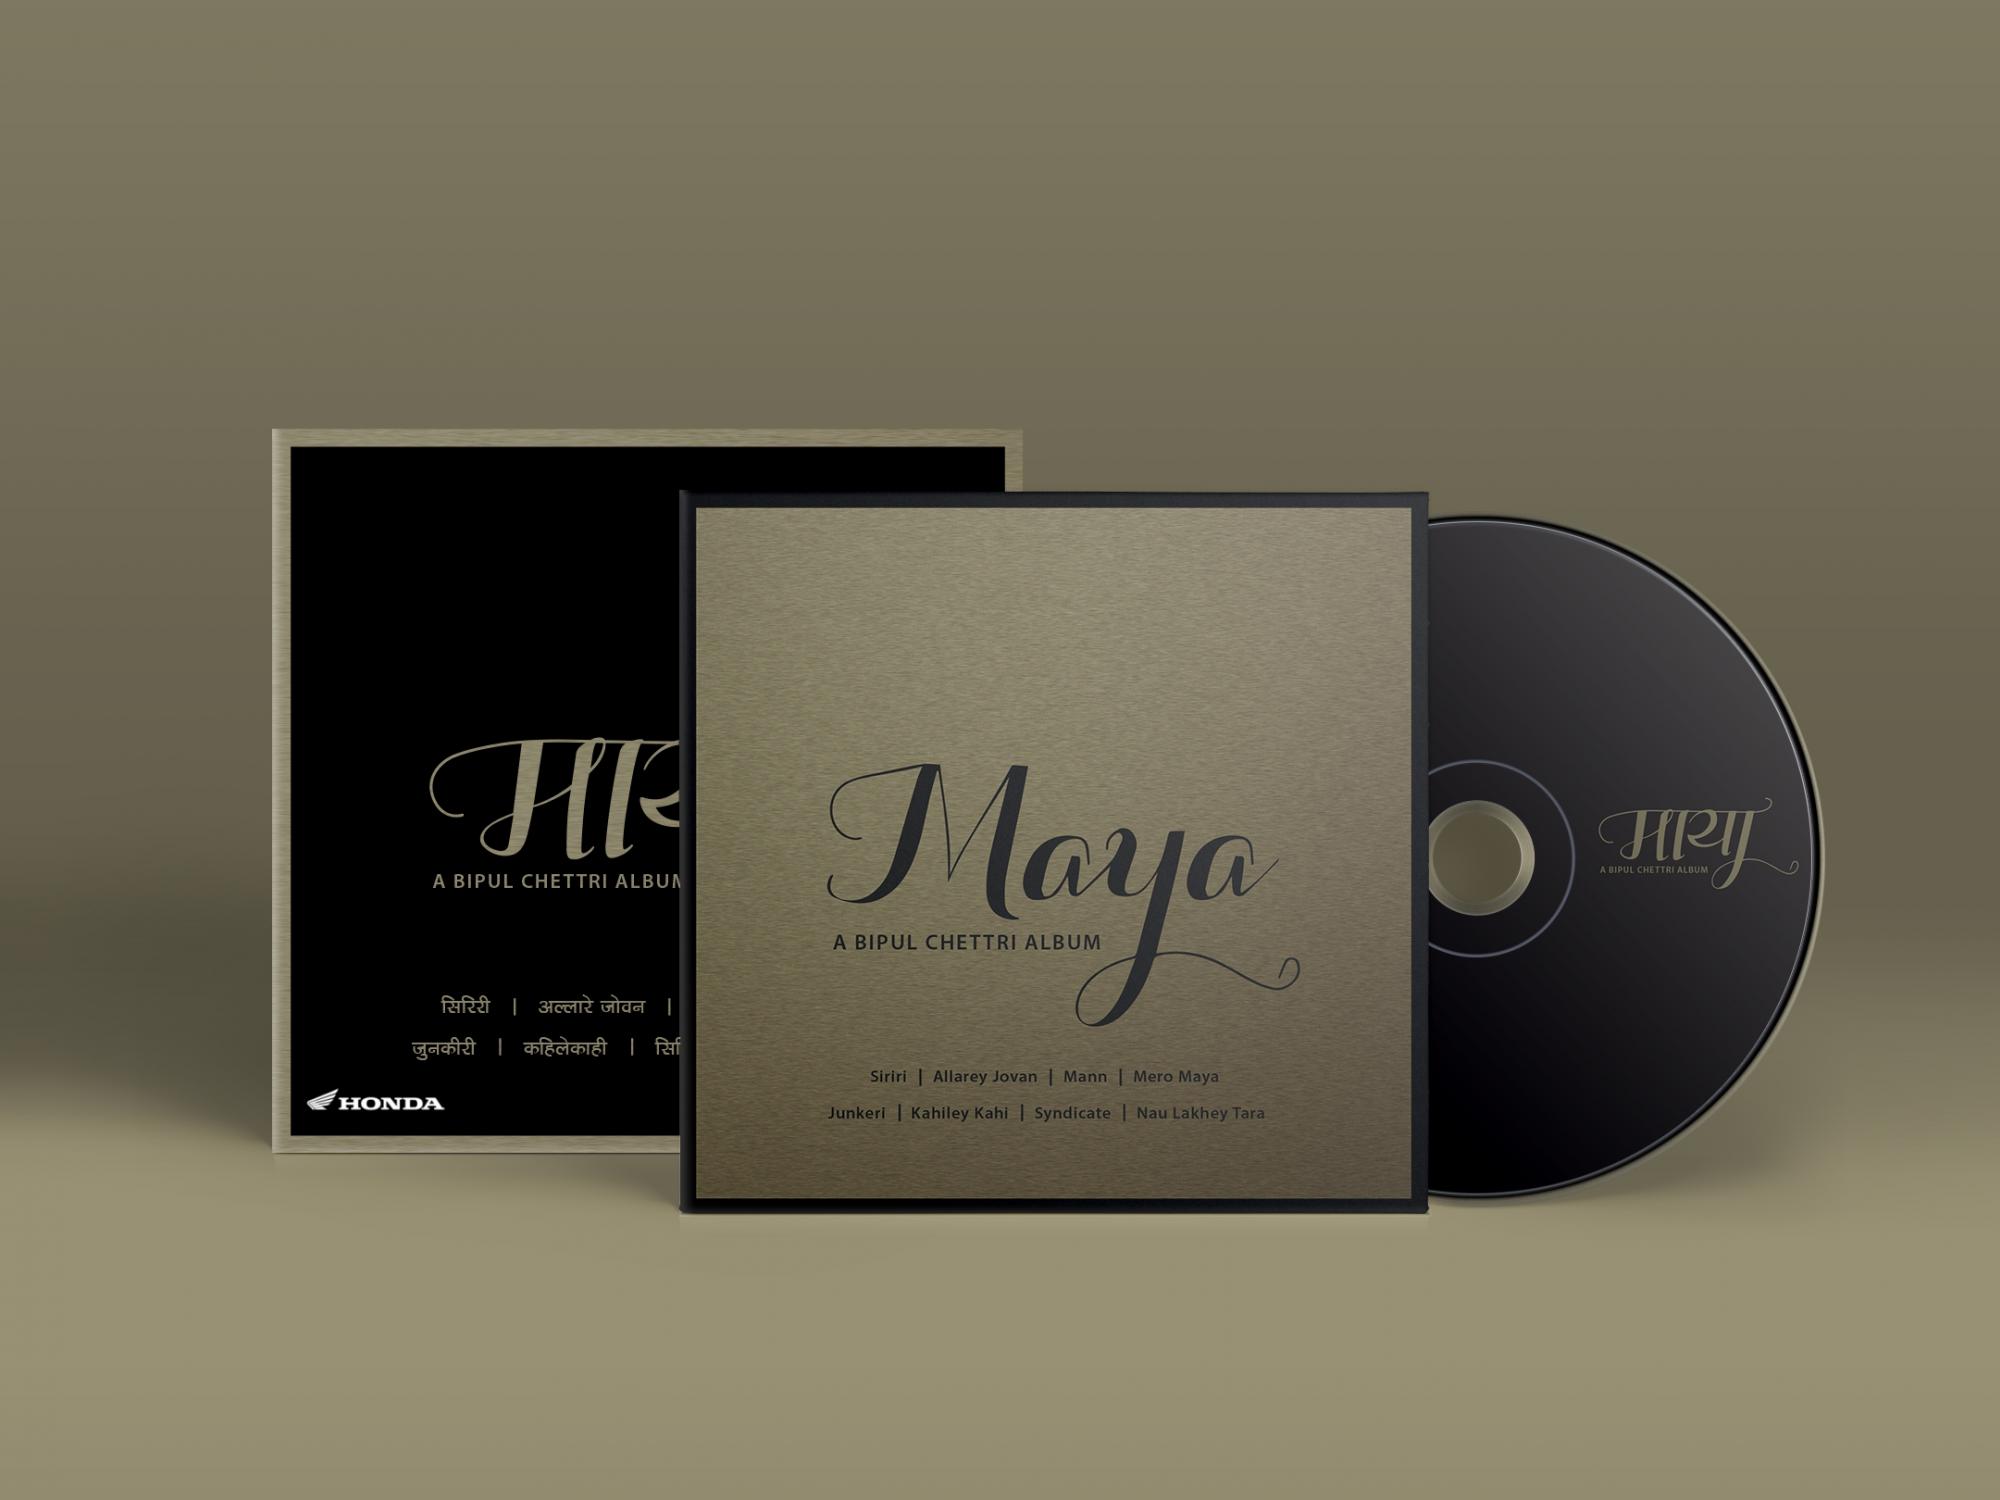 माया
A BIPUL CHETTRI ALBUM
सिरिरी | अल्लारे जोवन |
जुनकीरी | कहिलेकाही |
HONDA
Maya
A BIPUL CHETTRI ALBUM
Siriri | Allarey Jovan | Mann | Mero Maya
Junkeri | Kahiley Kahi | Syndicate | Nau Lakhey Tara
माया
A BIPUL CHETTRI ALBUM